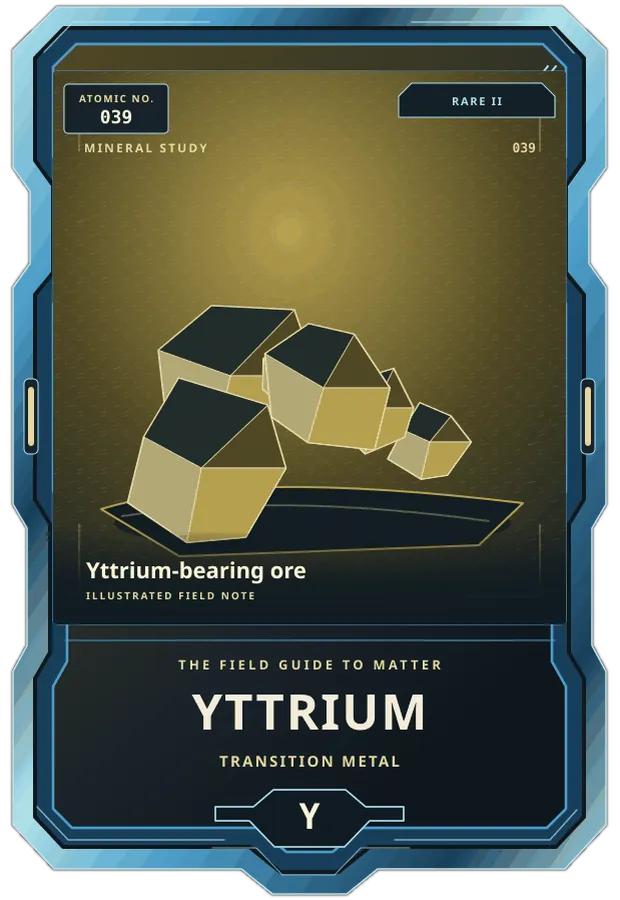 ATOMIC NO.
039
RARE II
MINERAL STUDY
039
Yttrium-bearing ore
ILLUSTRATED FIELD NOTE
THE FIELD GUIDE TO MATTER
YTTRIUM
TRANSITION METAL
Y